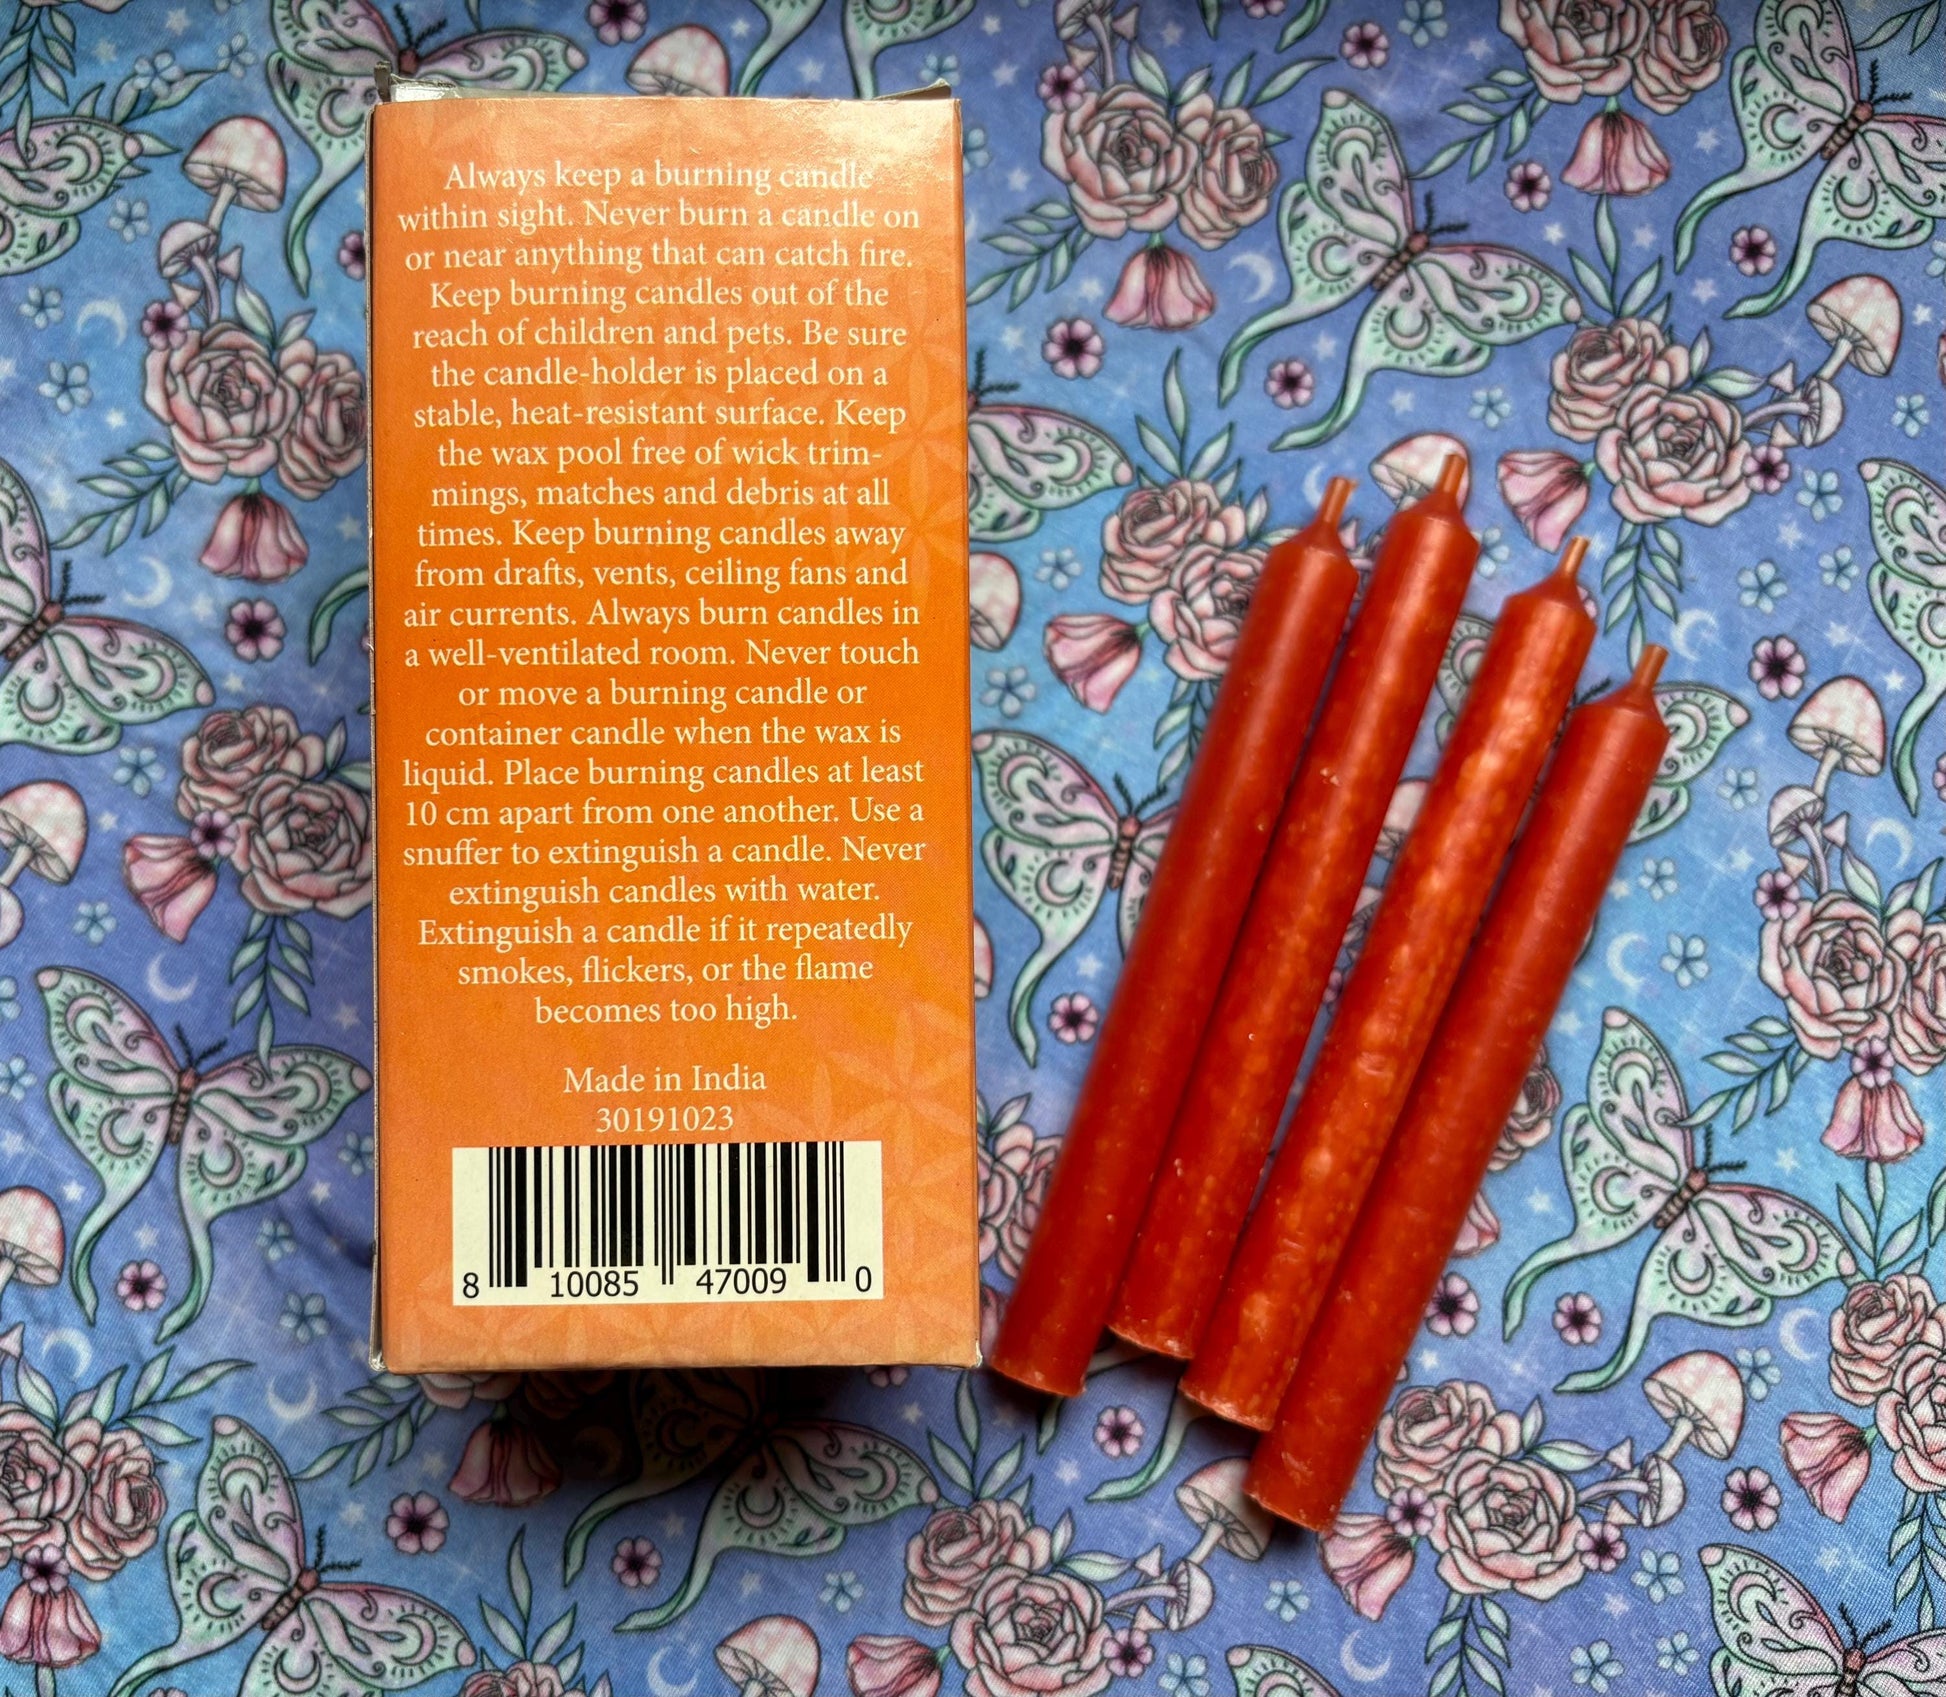 Always keep a burning candle
within sight. Never burn a candle on
or near anything that can catch fire.
Keep burning candles out of the
reach of children and pets. Be sure
the candle-holder is placed on a
stable, heat-resistant surface. Keep
the wax pool free of wick trim-
mings, matches and debris at all
times. Keep burning candles away
from drafts, vents, ceiling fans and
air currents. Always burn candles in
a well-ventilated room. Never touch
or move a burning candle or
container candle when the wax is
liquid. Place burning candles at least
10 cm apart from one another. Use a
snuffer to extinguish a candle. Never
extinguish candles with water.
Extinguish a candle if it repeatedly
smokes, flickers, or the flame
becomes too high.
Made in India
30191023
8 10085 47009 0